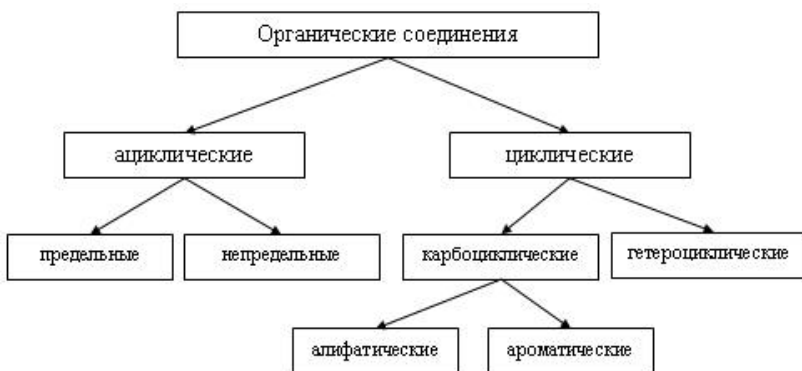 Органические соединения
ациклические
циклические
предельные
непредельные
карбоциклические
гетероциклические
алифатические
ароматические